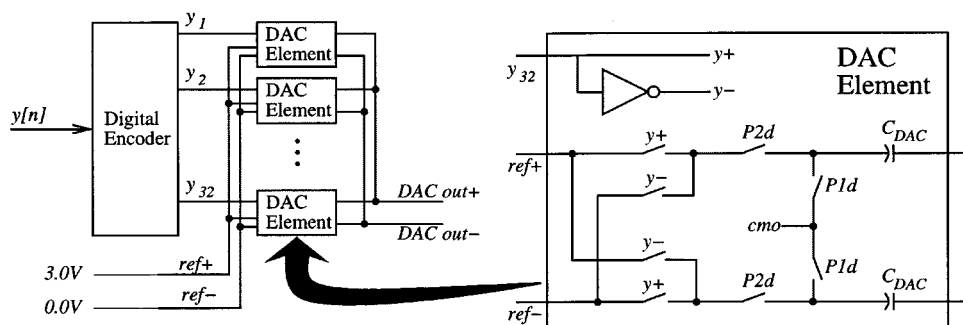 y1
DAC
Element
y2
DAC
Element
y[n]
Digital
Encoder
y32
DAC
Element
DAC out+
DAC out−
3.0V
ref+
0.0V
ref−
y32
y+
y−
DAC
Element
ref+
y+
P2d
CDAC
y−
P1d
cmo
y−
P1d
ref−
y+
P2d
CDAC